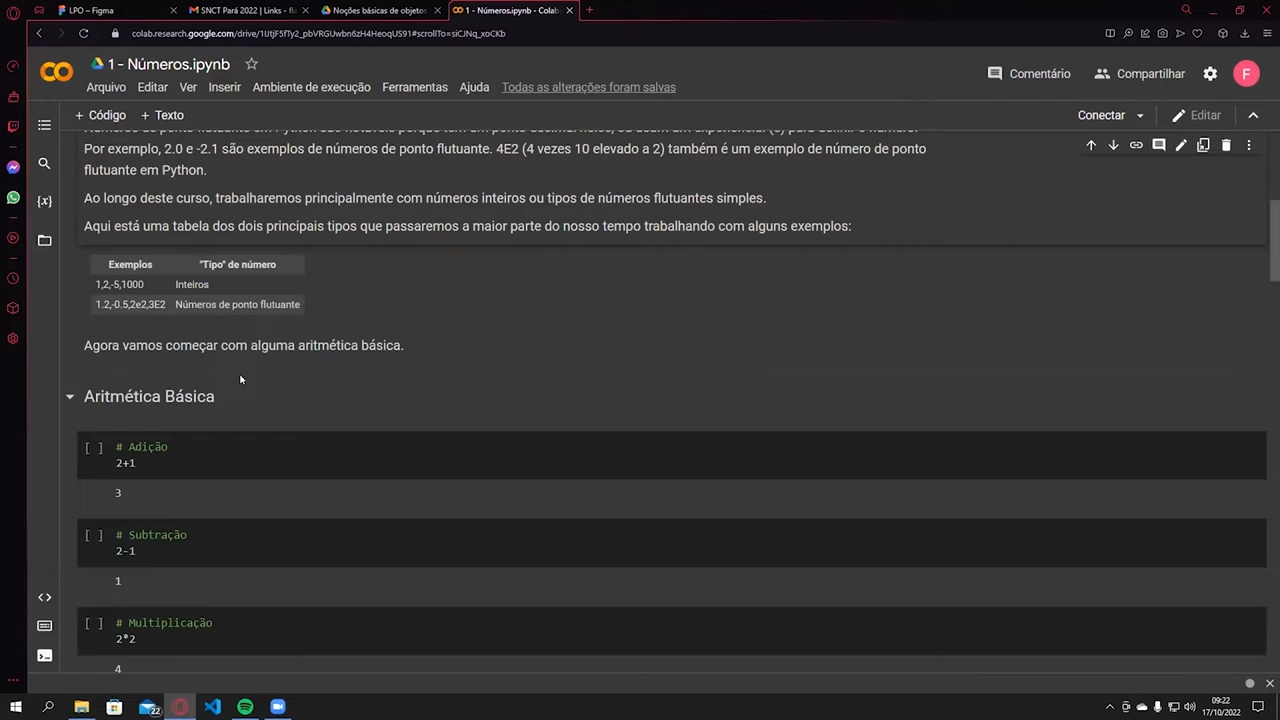 LPO – Figma
SNCT Pará 2022 | Links - fl
Noções básicas de objetos
1 - Números.ipynb - Colab
colab.research.google.com/drive/1IJtjF5fTy2_pbVRGUwbn6zH4HeoqUS91#scrollTo=siCJNq_xoCKb
1 - Números.ipynb
Comentário
Compartilhar
F
Arquivo Editar Ver Inserir Ambiente de execução Ferramentas Ajuda Todas as alterações foram salvas
+ Código + Texto
Conectar
Editar
Por exemplo, 2.0 e -2.1 são exemplos de números de ponto flutuante. 4E2 (4 vezes 10 elevado a 2) também é um exemplo de número de ponto
flutuante em Python.
Ao longo deste curso, trabalharemos principalmente com números inteiros ou tipos de números flutuantes simples.
Aqui está uma tabela dos dois principais tipos que passaremos a maior parte do nosso tempo trabalhando com alguns exemplos:
Exemplos "Tipo" de número
1,2,-5,1000 Inteiros
1.2,-0.5,2e2,3E2 Números de ponto flutuante
Agora vamos começar com alguma aritmética básica.
Aritmética Básica
[ ] # Adição
2+1
3
[ ] # Subtração
2-1
1
[ ] # Multiplicação
2*2
4
22
09:22
17/10/2022